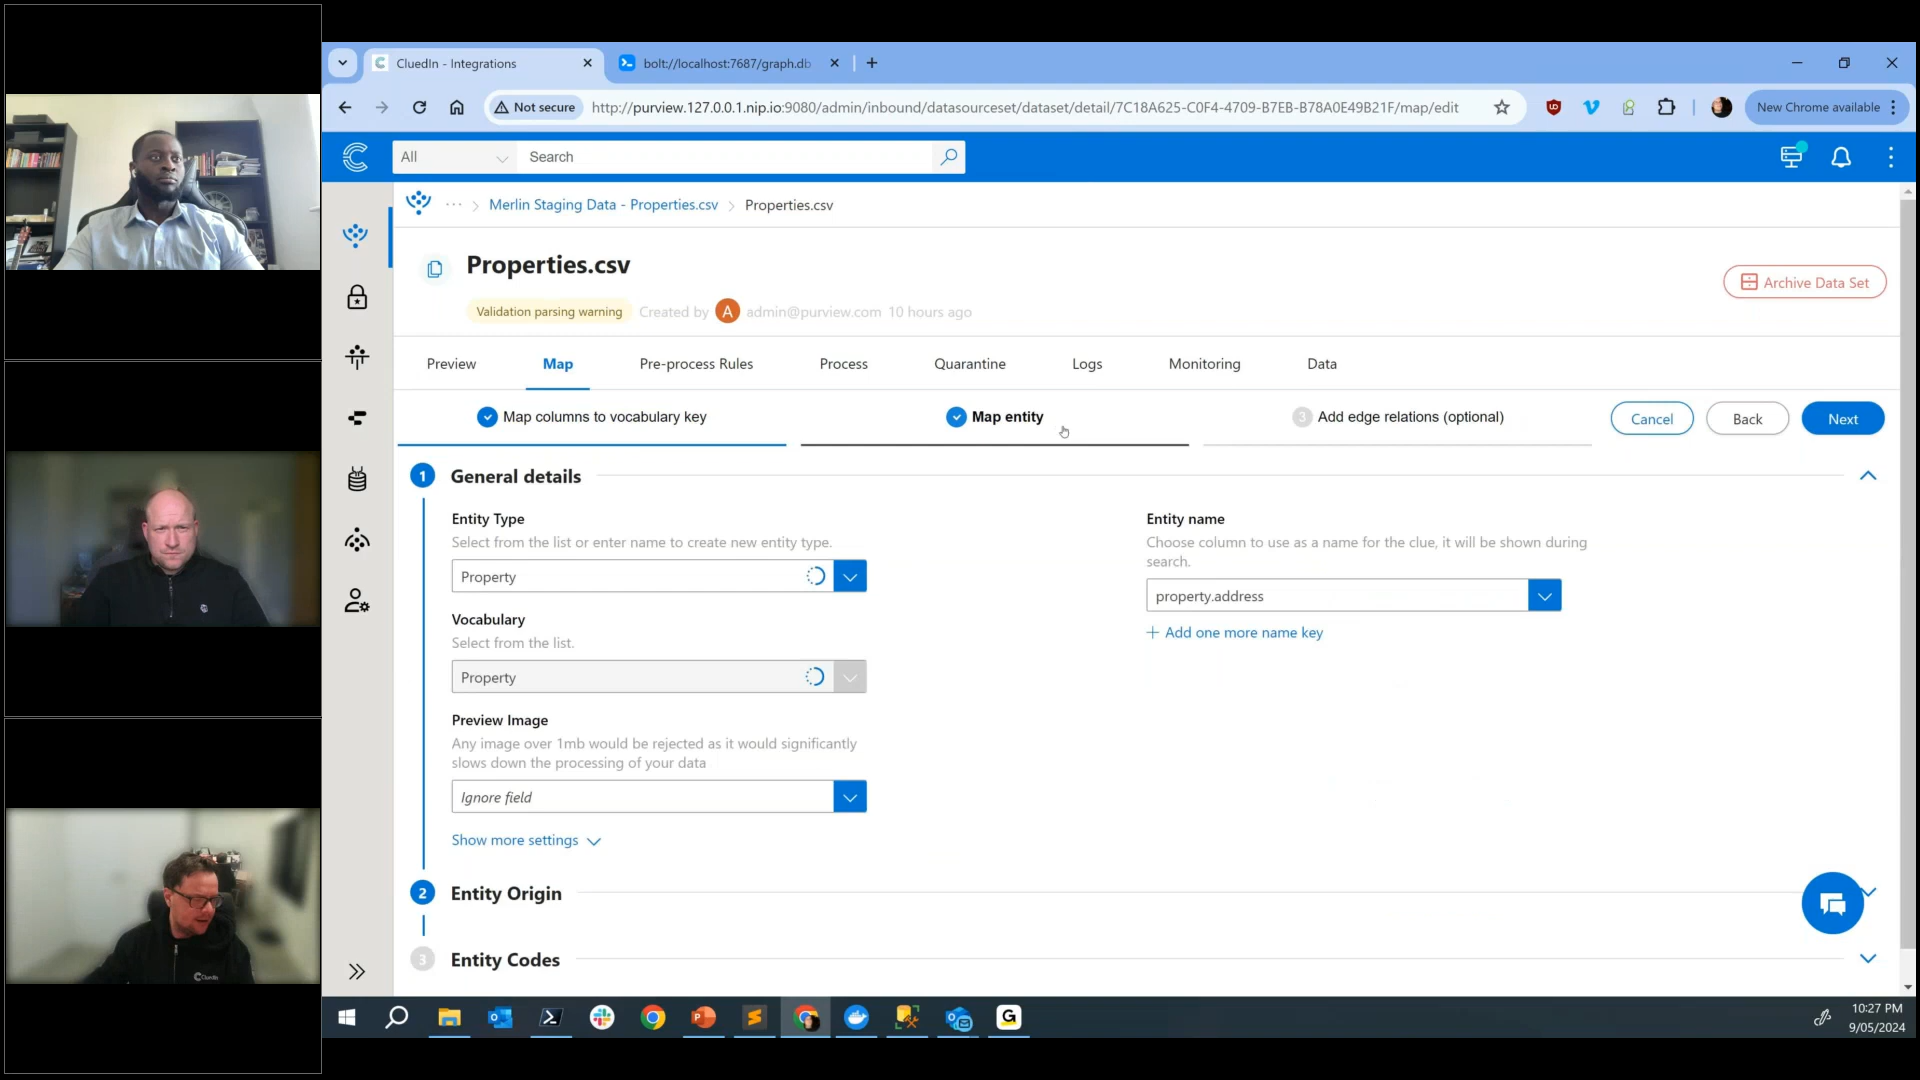 CluedIn - Integrations
bolt://localhost:7687/graph.db
Not secure
http://purview.127.0.0.1.nip.io:9080/admin/inbound/datasourceset/dataset/detail/7C18A625-C0F4-4709-B7EB-B78A0E49B21F/map/edit
New Chrome available
All
Search
··· > Merlin Staging Data - Properties.csv > Properties.csv
Properties.csv
Archive Data Set
Validation parsing warning Created by A admin@purview.com 10 hours ago
Preview
Map
Pre-process Rules
Process
Quarantine
Logs
Monitoring
Data
Map columns to vocabulary key
Map entity
3 Add edge relations (optional)
Cancel
Back
Next
1 General details
Entity Type
Select from the list or enter name to create new entity type.
Property
Vocabulary
Select from the list.
Property
Preview Image
Any image over 1mb would be rejected as it would significantly
slows down the processing of your data
Ignore field
Show more settings
Entity name
Choose column to use as a name for the clue, it will be shown during
search.
property.address
+ Add one more name key
2 Entity Origin
3 Entity Codes
CluedIn
10:27 PM
9/05/2024